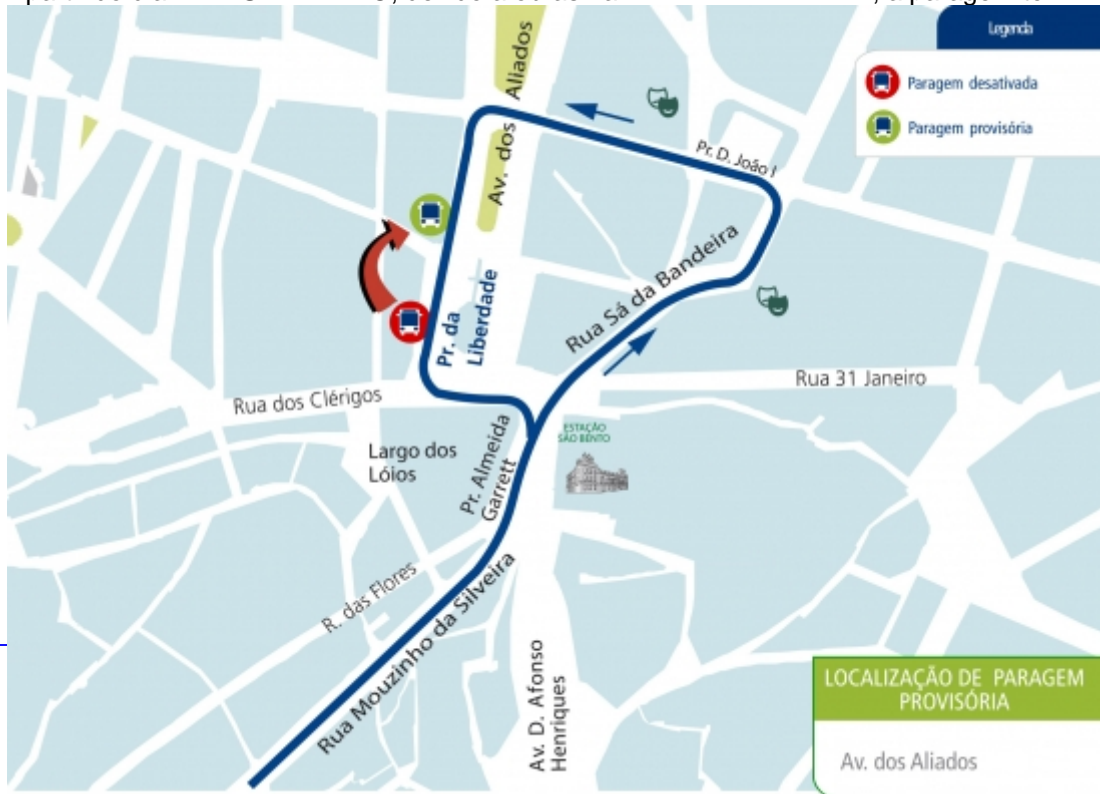 Legenda
Paragem desativada
Paragem provisória
Av. dos Aliados
Pr. D. João I
Rua Sá da Bandeira
Pr. da
Liberdade
Rua 31 Janeiro
Rua dos Clérigos
ESTAÇÃO
SÃO BENTO
Largo dos
Lóios
Pr. Almeida
Garrett
R. das Flores
Rua Mouzinho da Silveira
Av. D. Afonso
Henriques
LOCALIZAÇÃO DE PARAGEM
PROVISÓRIA
Av. dos Aliados